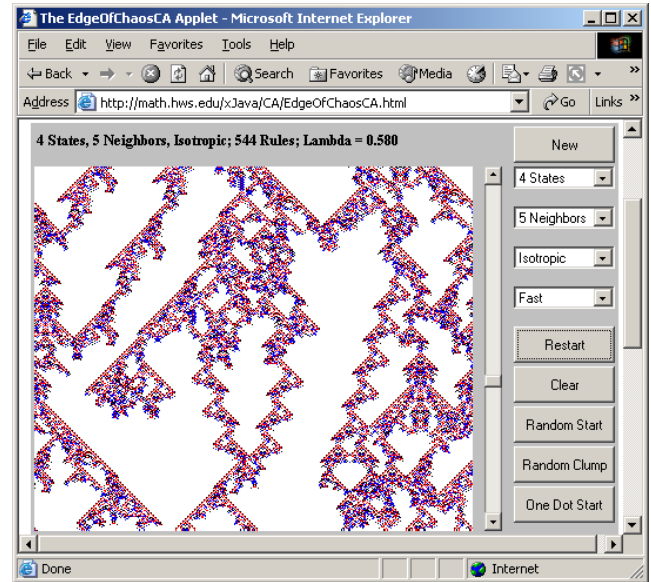 The EdgeOfChaosCA Applet - Microsoft Internet Explorer
File Edit View Favorites Tools Help
Back Search Favorites Media »
Address http://math.hws.edu/xJava/CA/EdgeOfChaosCA.html Go Links »
4 States, 5 Neighbors, Isotropic; 544 Rules; Lambda = 0.580
New
4 States
5 Neighbors
Isotropic
Fast
Restart
Clear
Random Start
Random Clump
One Dot Start
Done Internet